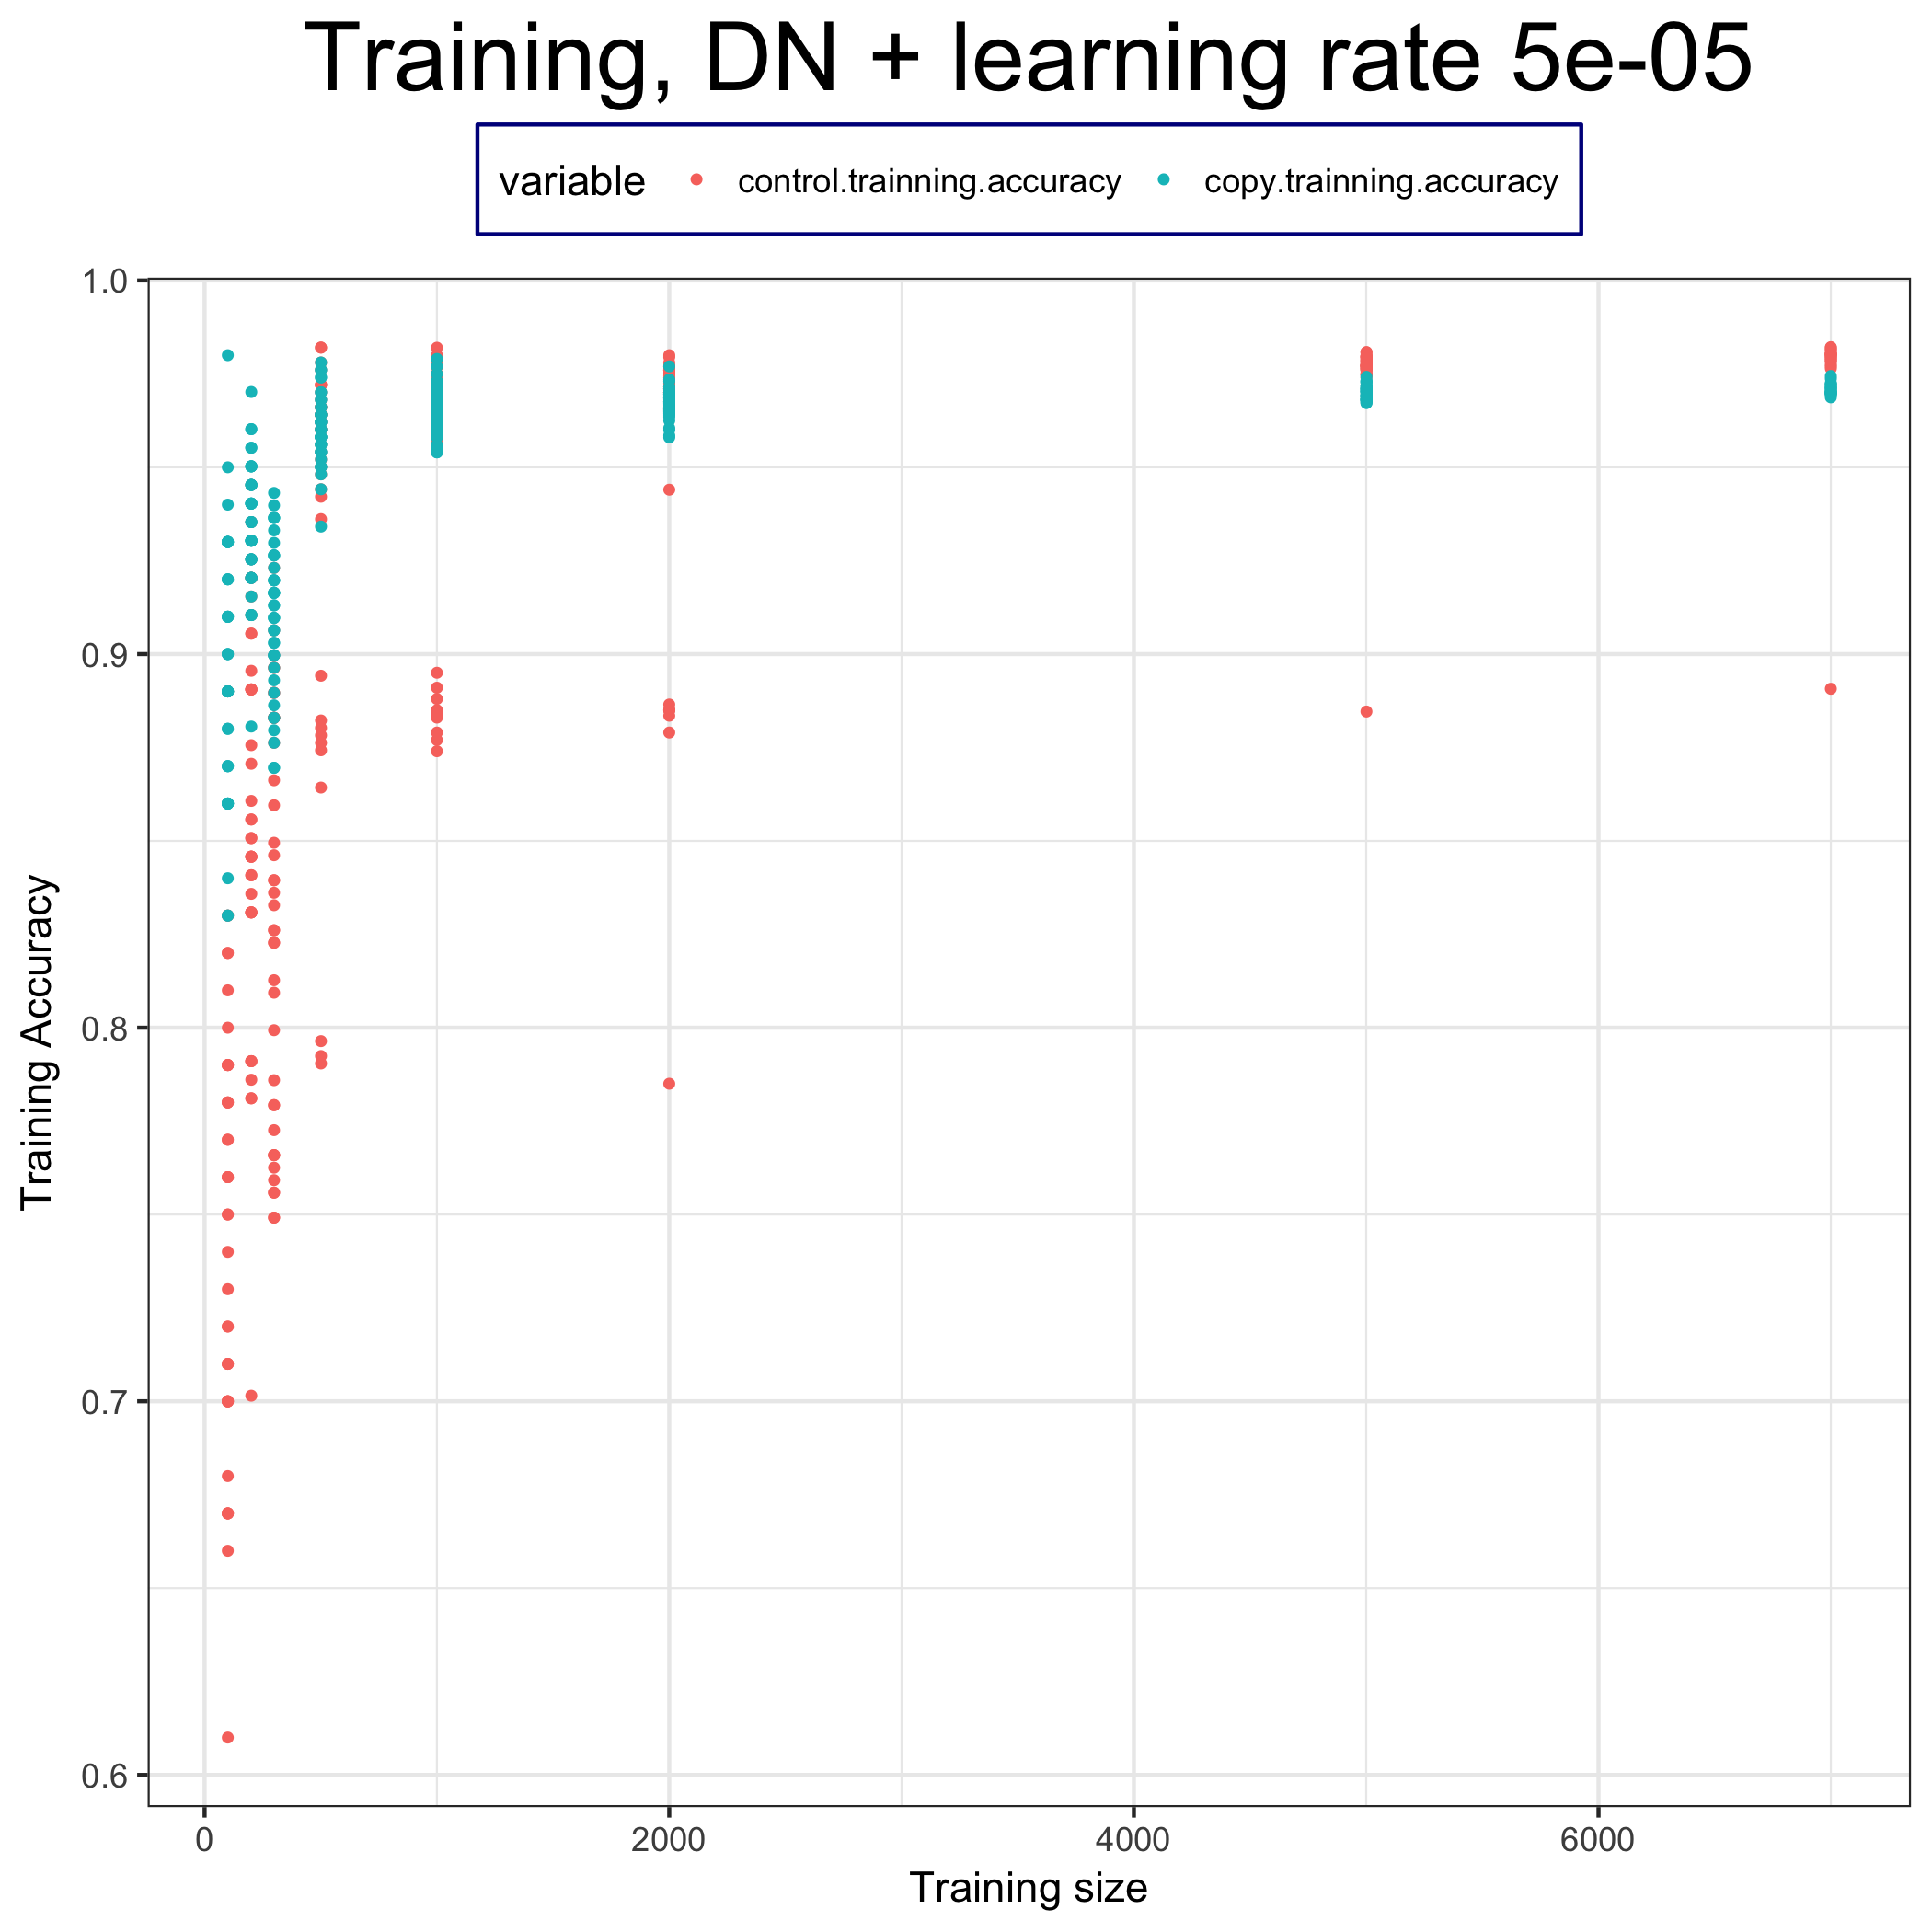 Training, DN + learning rate 5e-05
variable control.trainning.accuracy copy.trainning.accuracy
1.0
0.9
0.8
0.7
0.6
Training Accuracy
0 2000 4000 6000
Training size